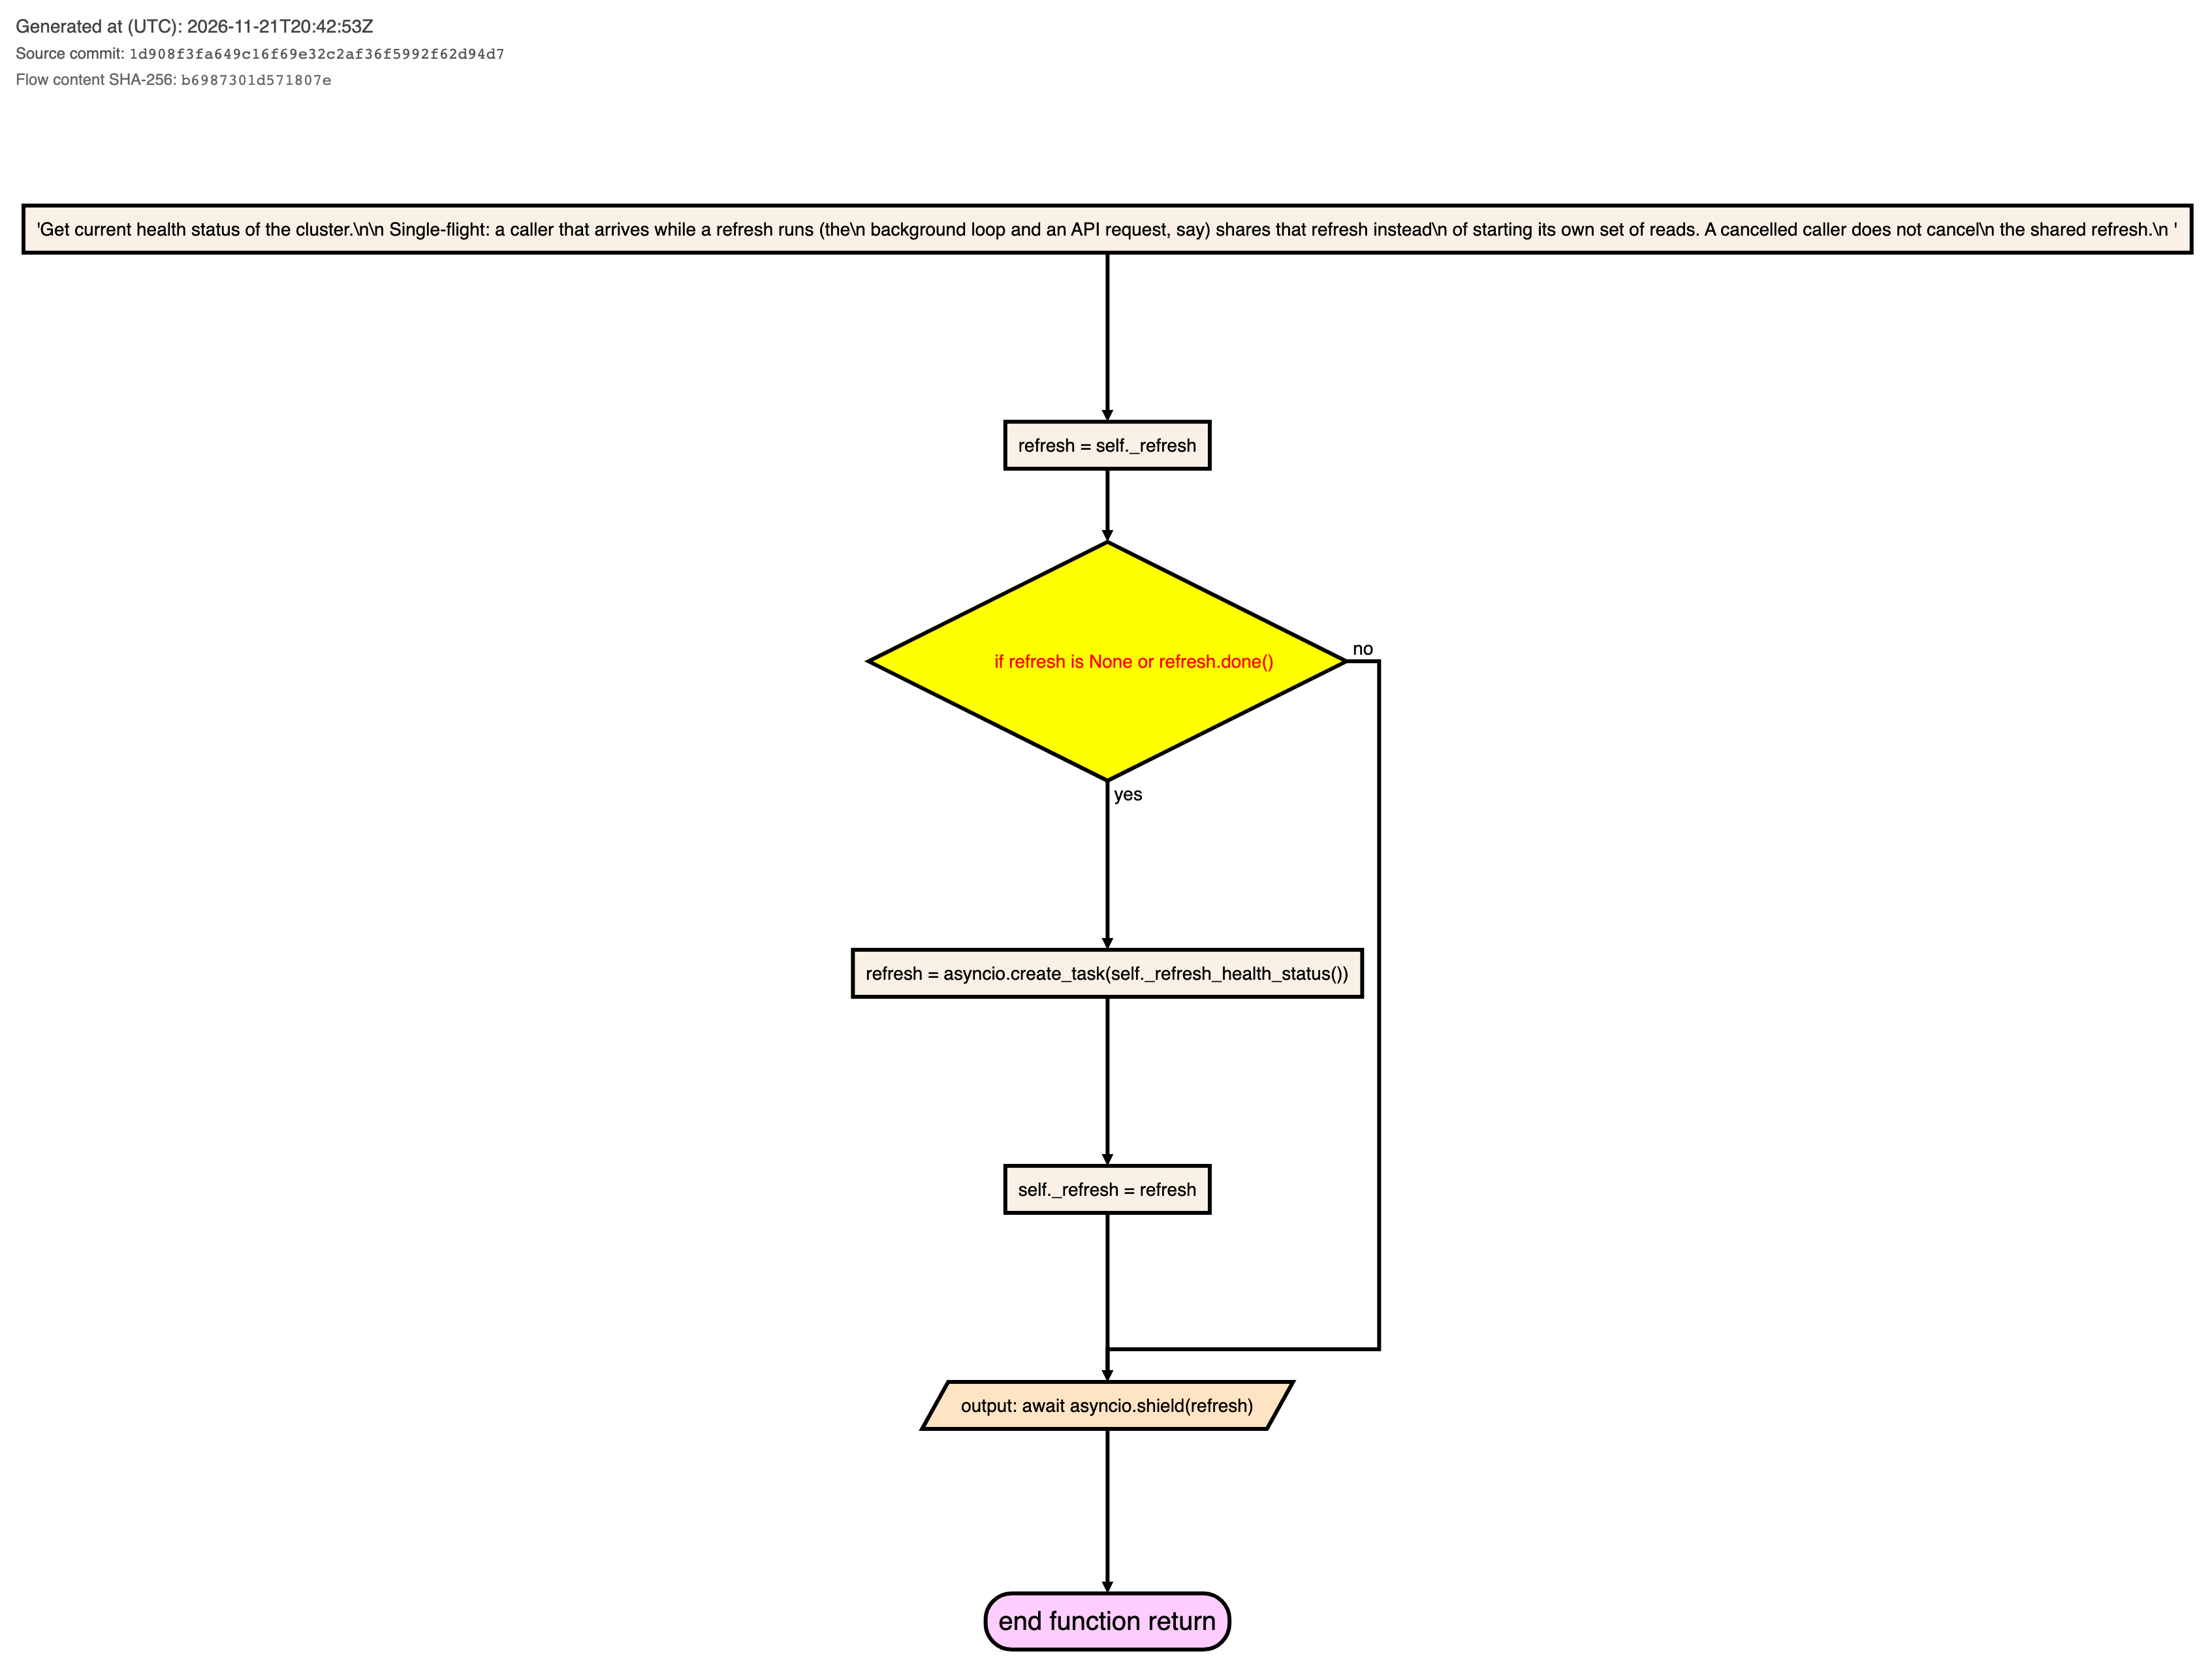 Generated at (UTC): 2026-11-21T20:42:53Z
Source commit: 1d908f3fa649c16f69e32c2af36f5992f62d94d7
Flow content SHA-256: b6987301d571807e
'Get current health status of the cluster.\n\n Single-flight: a caller that arrives while a refresh runs (the\n background loop and an API request, say) shares that refresh instead\n of starting its own set of reads. A cancelled caller does not cancel\n the shared refresh.\n '
refresh = self._refresh
if refresh is None or refresh.done()
no
yes
refresh = asyncio.create_task(self._refresh_health_status())
self._refresh = refresh
output: await asyncio.shield(refresh)
end function return